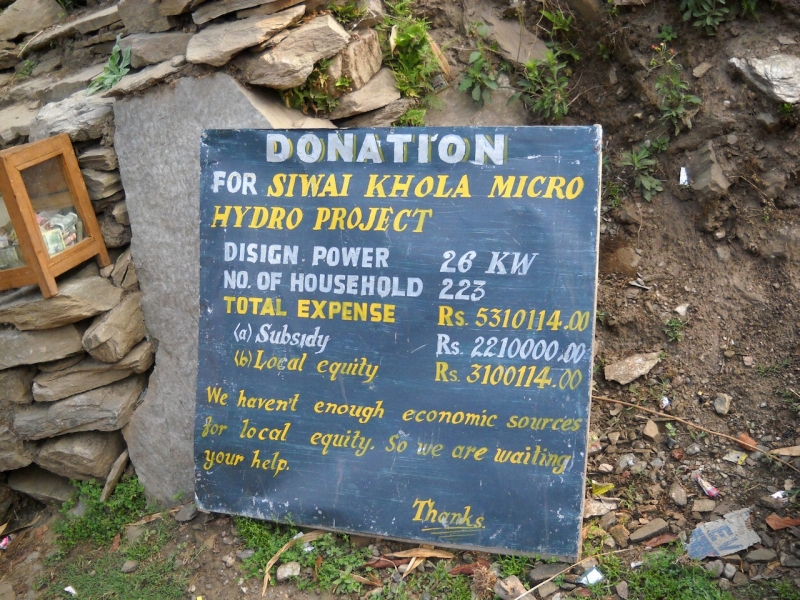 DONATION
FOR SIWAI KHOLA MICRO
HYDRO PROJECT
DISIGN POWER 26 KW
NO. OF HOUSEHOLD 223
TOTAL EXPENSE Rs. 5310114.00
(a) Subsidy Rs. 2210000.00
(b) Local equity Rs. 3100114.00
We haven't enough economic sources
for local equity. So we are waiting
your help.
Thanks.